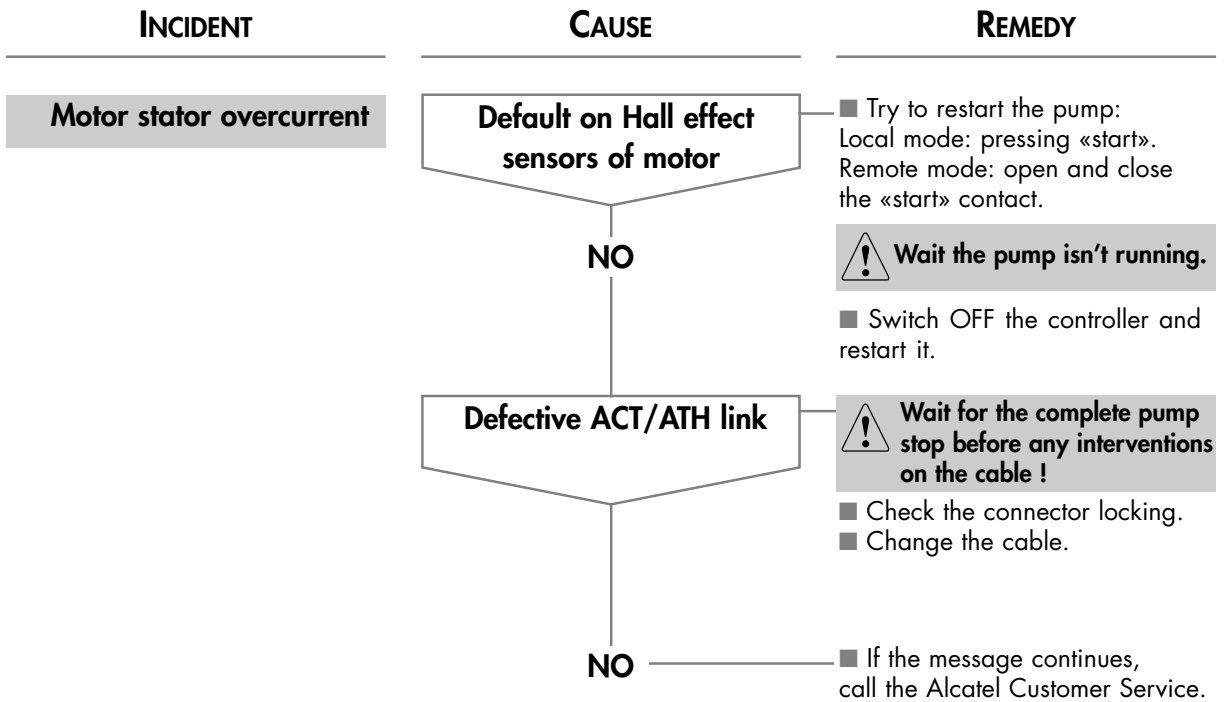 INCIDENT
CAUSE
REMEDY
Motor stator overcurrent
Default on Hall effect
sensors of motor
■ Try to restart the pump:
Local mode: pressing «start».
Remote mode: open and close
the «start» contact.
NO
Wait the pump isn't running.
■ Switch OFF the controller and
restart it.
Defective ACT/ATH link
Wait for the complete pump
stop before any interventions
on the cable !
■ Check the connector locking.
■ Change the cable.
NO
■ If the message continues,
call the Alcatel Customer Service.